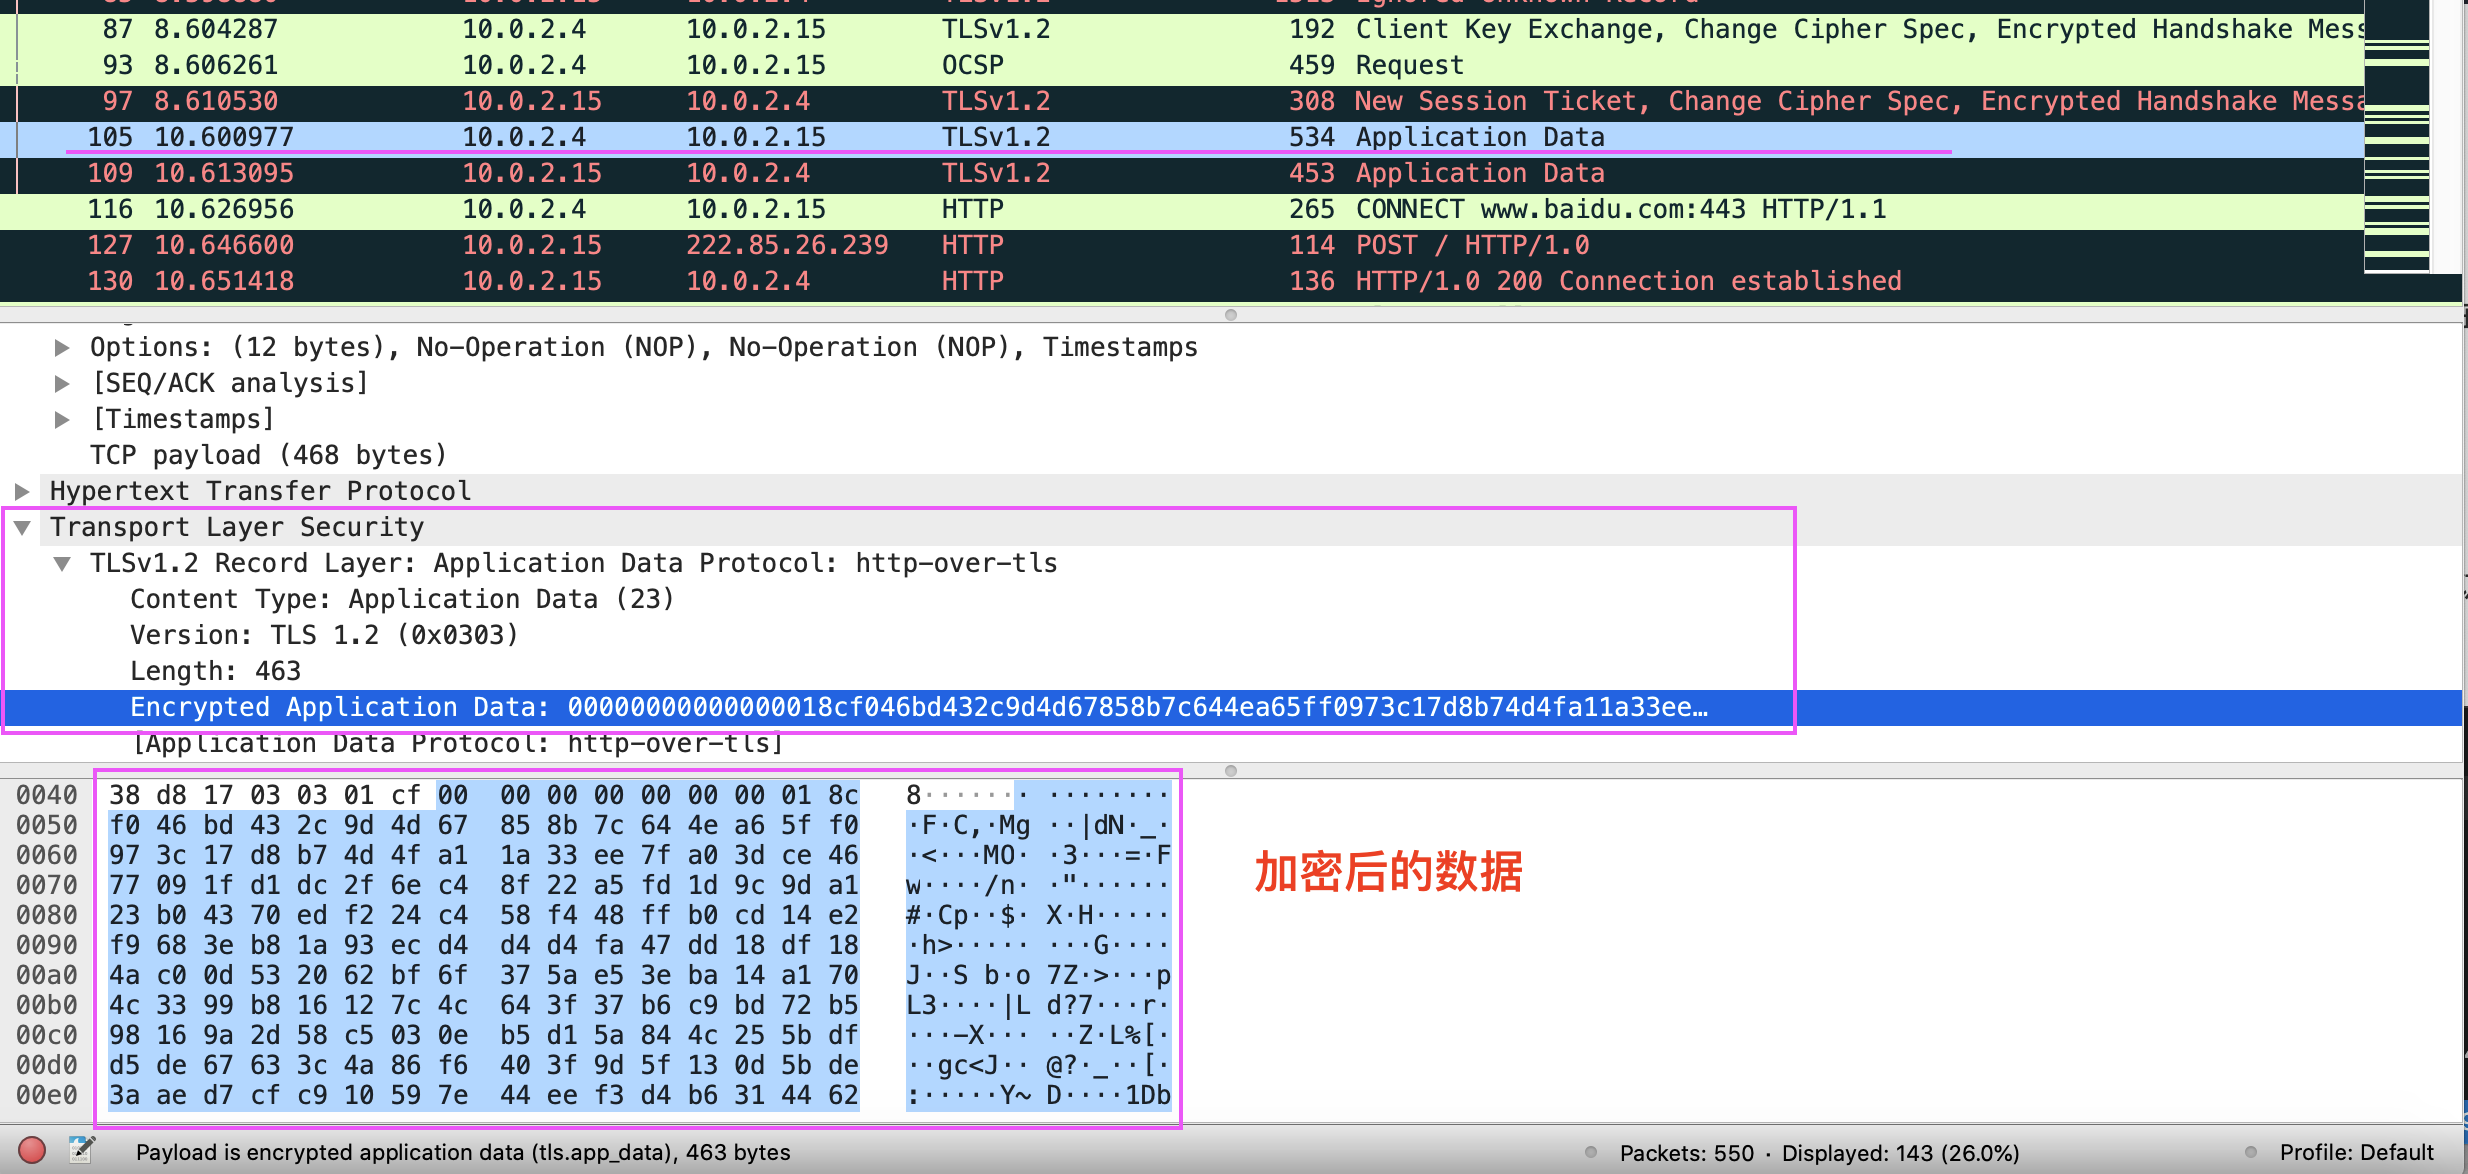 87 8.604287 10.0.2.4 10.0.2.15 TLSv1.2 192 Client Key Exchange, Change Cipher Spec, Encrypted Handshake Mess
93 8.606261 10.0.2.4 10.0.2.15 OCSP 459 Request
97 8.610530 10.0.2.15 10.0.2.4 TLSv1.2 308 New Session Ticket, Change Cipher Spec, Encrypted Handshake Messa
105 10.600977 10.0.2.4 10.0.2.15 TLSv1.2 534 Application Data
109 10.613095 10.0.2.15 10.0.2.4 TLSv1.2 453 Application Data
116 10.626956 10.0.2.4 10.0.2.15 HTTP 265 CONNECT www.baidu.com:443 HTTP/1.1
127 10.646600 10.0.2.15 222.85.26.239 HTTP 114 POST / HTTP/1.0
130 10.651418 10.0.2.15 10.0.2.4 HTTP 136 HTTP/1.0 200 Connection established
Options: (12 bytes), No-Operation (NOP), No-Operation (NOP), Timestamps
[SEQ/ACK analysis]
[Timestamps]
TCP payload (468 bytes)
Hypertext Transfer Protocol
Transport Layer Security
TLSv1.2 Record Layer: Application Data Protocol: http-over-tls
Content Type: Application Data (23)
Version: TLS 1.2 (0x0303)
Length: 463
Encrypted Application Data: 00000000000000018cf046bd432c9d4d67858b7c644ea65ff0973c17d8b74d4fa11a33ee…
[Application Data Protocol: http-over-tls]
0040 38 d8 17 03 03 01 cf 00 00 00 00 00 00 00 01 8c 8······· ········
0050 f0 46 bd 43 2c 9d 4d 67 85 8b 7c 64 4e a6 5f f0 ·F·C,·Mg ··|dN·_·
0060 97 3c 17 d8 b7 4d 4f a1 1a 33 ee 7f a0 3d ce 46 ·<···MO· ·3···=·F
0070 77 09 1f d1 dc 2f 6e c4 8f 22 a5 fd 1d 9c 9d a1 w····/n· ·"······
0080 23 b0 43 70 ed f2 24 c4 58 f4 48 ff b0 cd 14 e2 #·Cp··$· X·H·····
0090 f9 68 3e b8 1a 93 ec d4 d4 d4 fa 47 dd 18 df 18 ·h>····· ···G····
00a0 4a c0 0d 53 20 62 bf 6f 37 5a e5 3e ba 14 a1 70 J··S b·o 7Z·>···p
00b0 4c 33 99 b8 16 12 7c 4c 64 3f 37 b6 c9 bd 72 b5 L3····|L d?7···r·
00c0 98 16 9a 2d 58 c5 03 0e b5 d1 5a 84 4c 25 5b df ···-X··· ··Z·L%[·
00d0 d5 de 67 63 3c 4a 86 f6 40 3f 9d 5f 13 0d 5b de ··gc<J·· @?·_··[·
00e0 3a ae d7 cf c9 10 59 7e 44 ee f3 d4 b6 31 44 62 :·····Y~ D····1Db
加密后的数据
Payload is encrypted application data (tls.app_data), 463 bytes
Packets: 550 · Displayed: 143 (26.0%)
Profile: Default